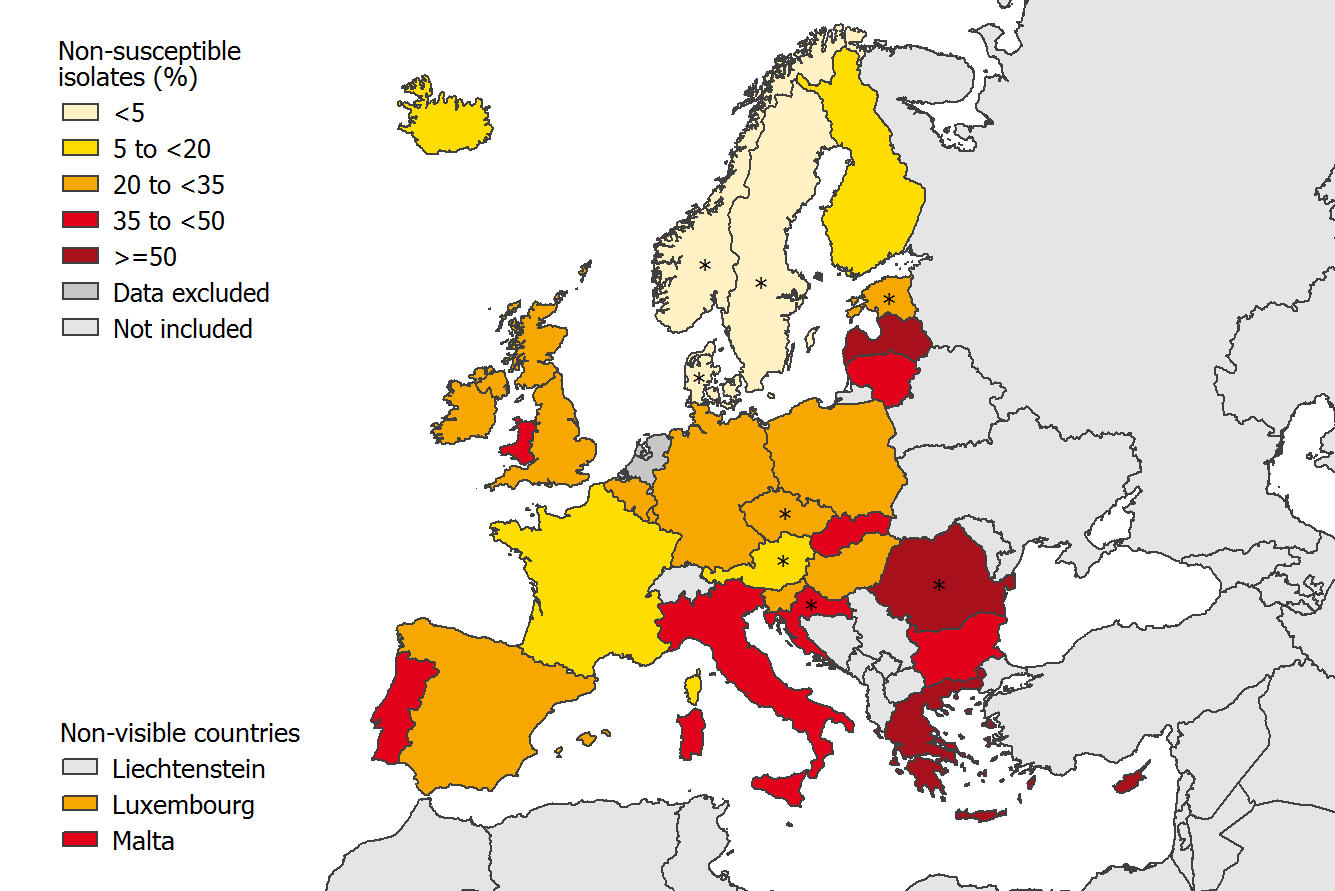 Non-susceptible
isolates (%)
<5
5 to <20
20 to <35
35 to <50
>=50
Data excluded
Not included
*
*
*
*
*
*
*
*
Non-visible countries
Liechtenstein
Luxembourg
Malta